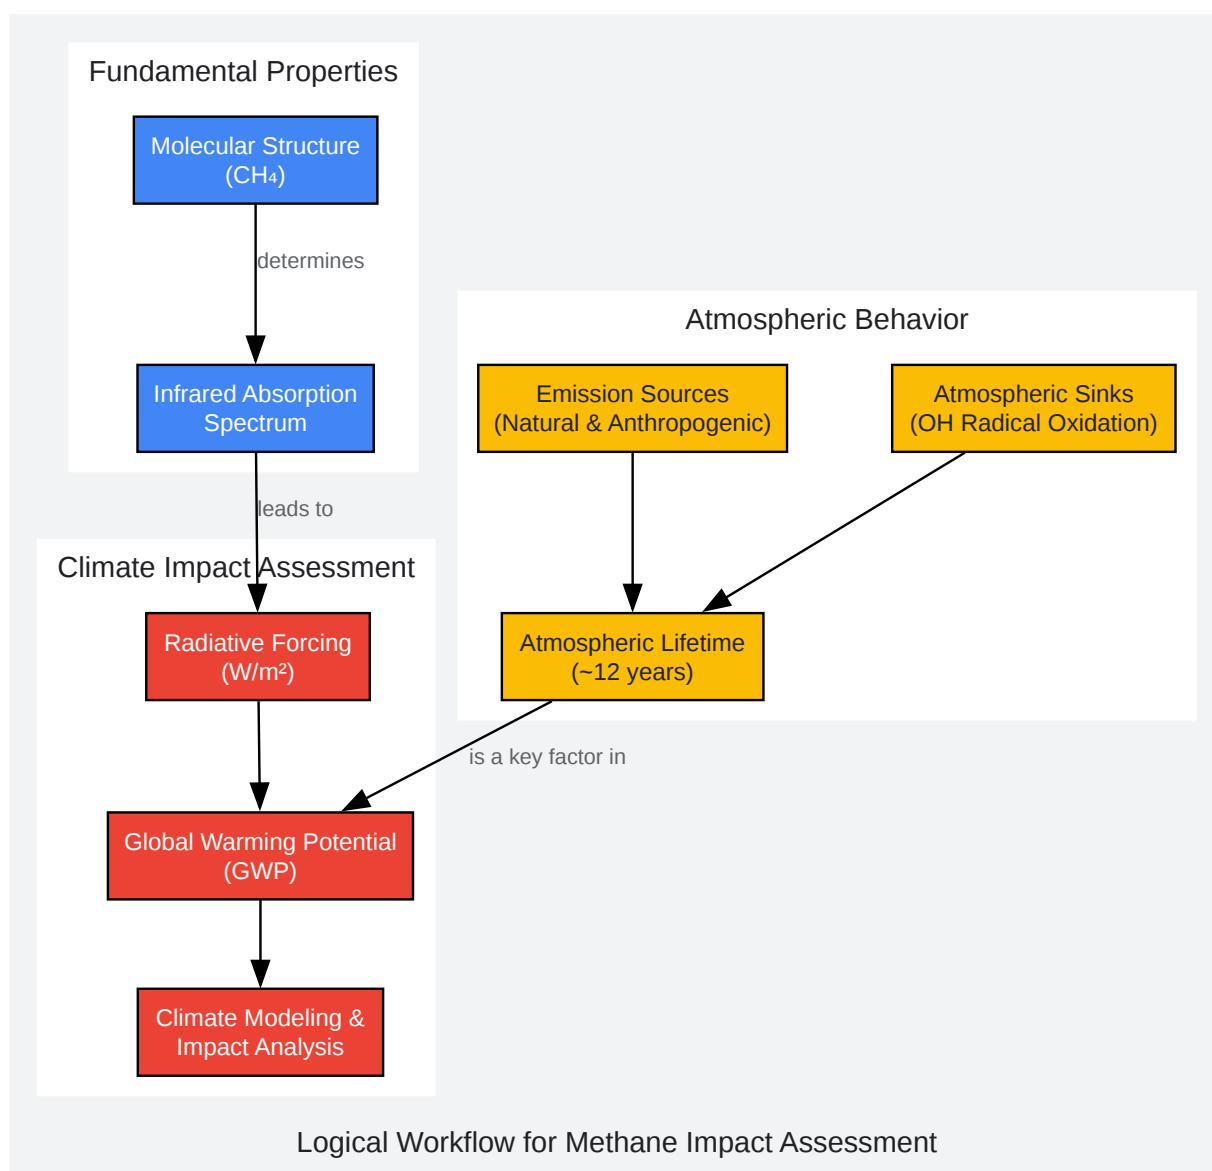 Fundamental Properties
Molecular Structure
(CH₄)
determines
Infrared Absorption
Spectrum
leads to
Atmospheric Behavior
Emission Sources
(Natural & Anthropogenic)
Atmospheric Sinks
(OH Radical Oxidation)
Atmospheric Lifetime
(~12 years)
is a key factor in
Climate Impact Assessment
Radiative Forcing
(W/m²)
Global Warming Potential
(GWP)
Climate Modeling &
Impact Analysis
Logical Workflow for Methane Impact Assessment